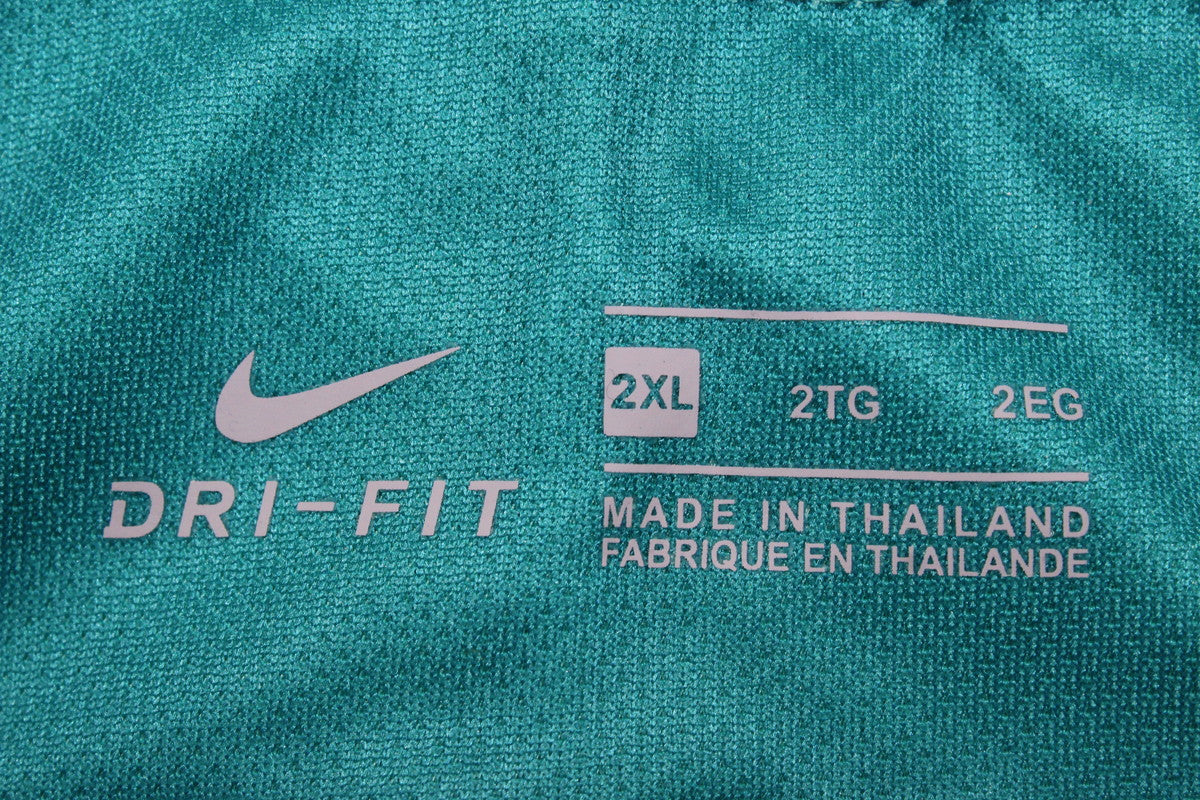 DRI-FIT
2XL 2TG 2EG
MADE IN THAILAND
FABRIQUE EN THAILANDE